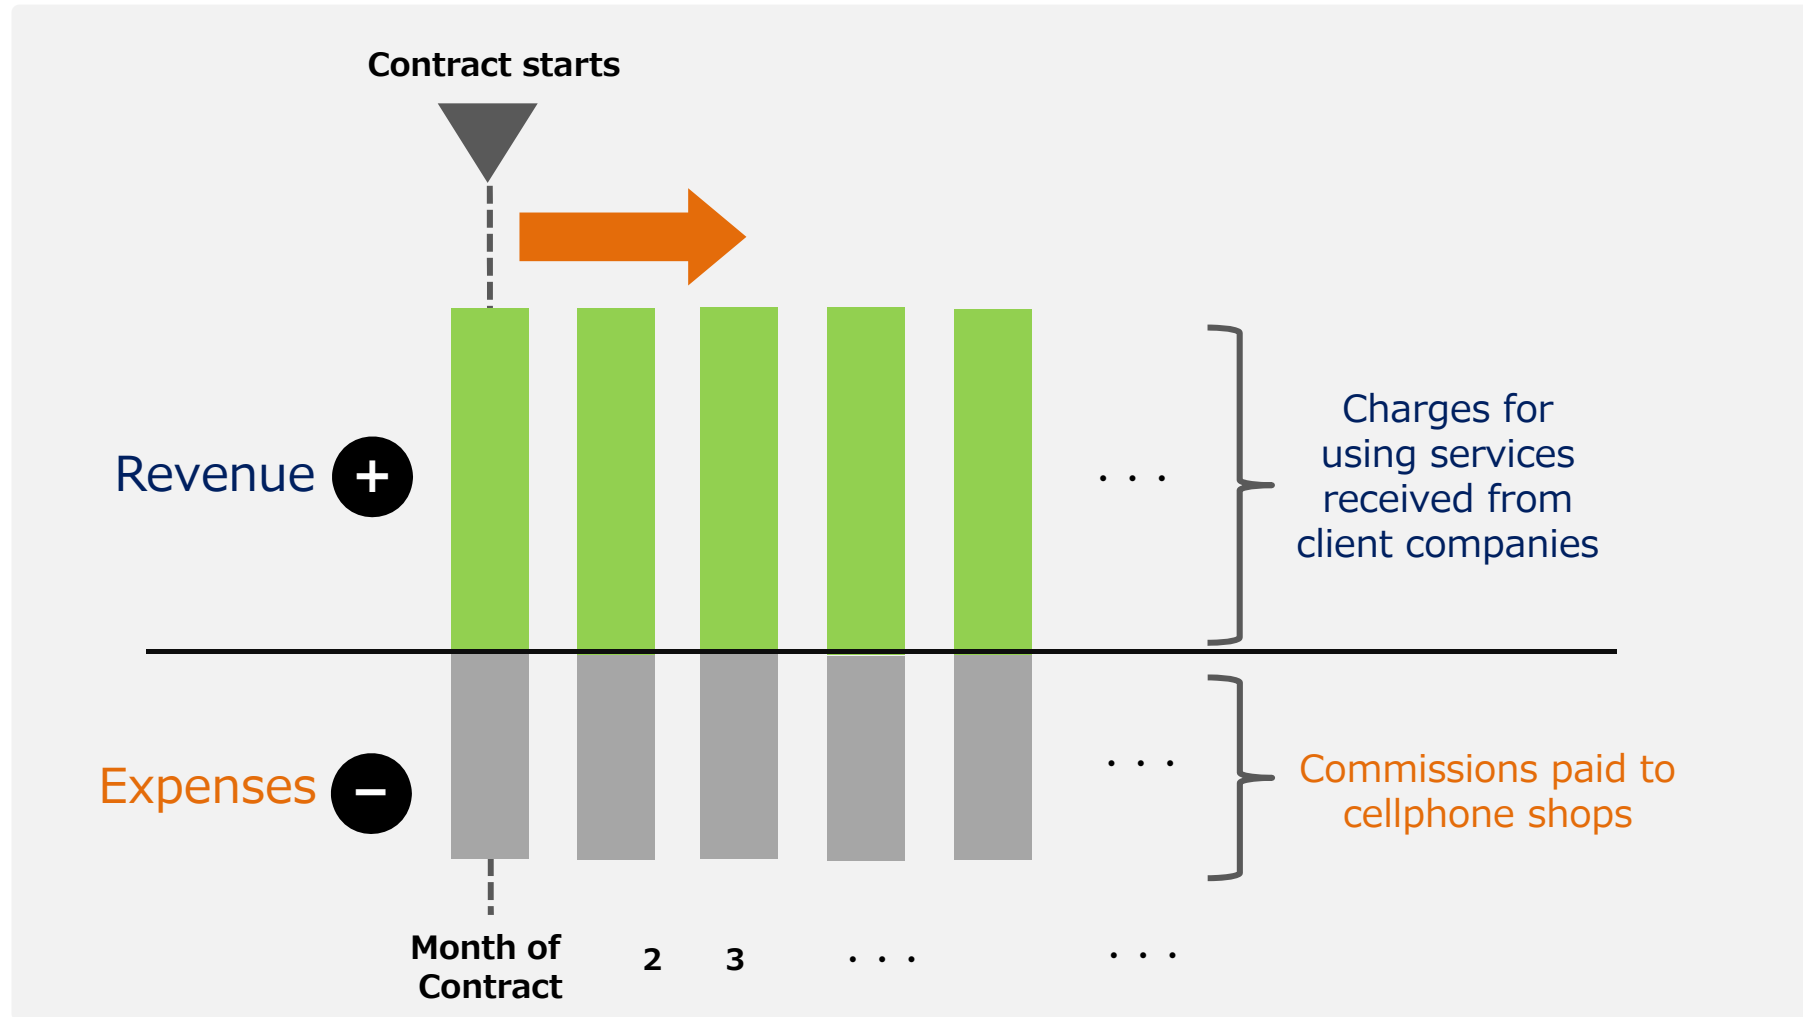 Contract starts
Revenue
+
· · ·
Charges for
using services
received from
client companies
Expenses
−
· · ·
Commissions paid to
cellphone shops
Month of
Contract
2
3
· · ·
· · ·